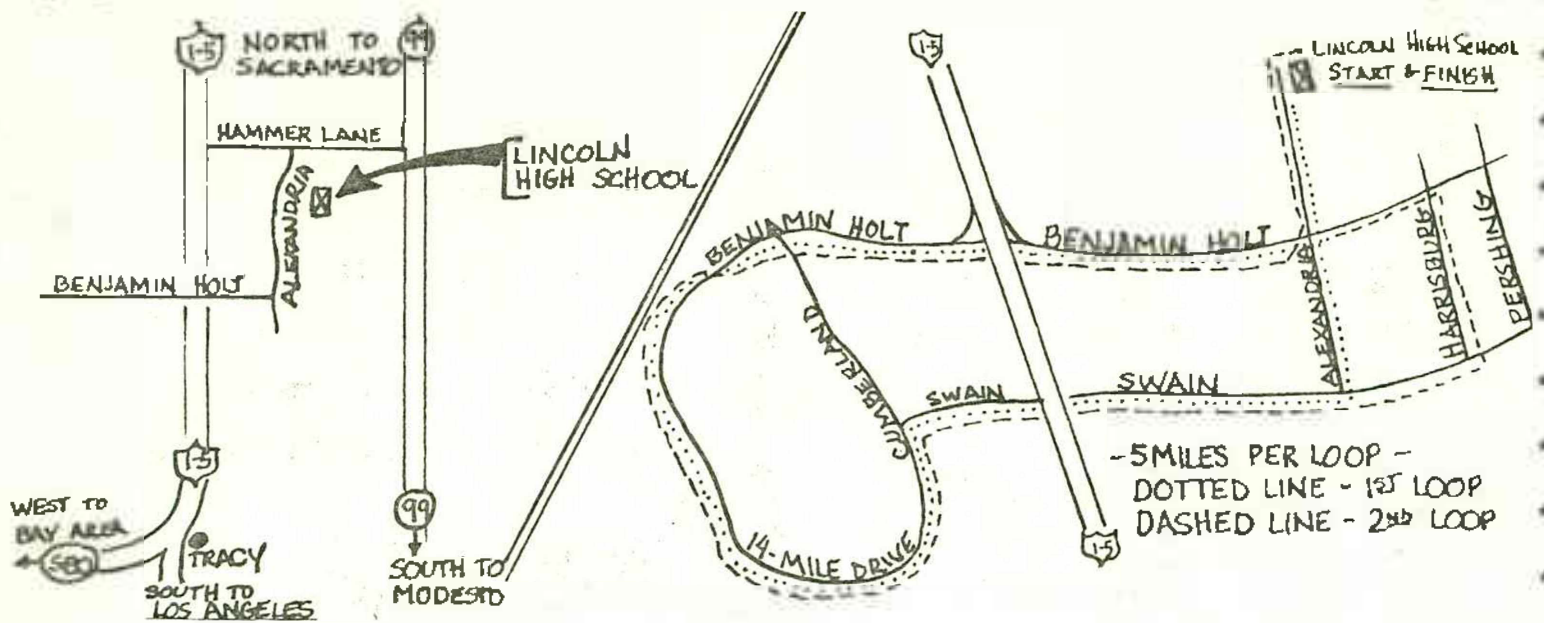 I-5
NORTH TO
SACRAMENTO
99
HAMMER LANE
ALEXANDRIA
LINCOLN
HIGH SCHOOL
BENJAMIN HOLT
I-5
WEST TO
BAY AREA
580
TRACY
SOUTH TO
LOS ANGELES
99
SOUTH TO
MODESTO
I-5
LINCOLN HIGH SCHOOL
START & FINISH
BENJAMIN HOLT
BENJAMIN HOLT
CUMBERLAND
ALEXANDRIA
HARRISBURG
PERSHING
SWAIN
SWAIN
14-MILE DRIVE
I-5
-5 MILES PER LOOP -
DOTTED LINE - 1ST LOOP
DASHED LINE - 2ND LOOP